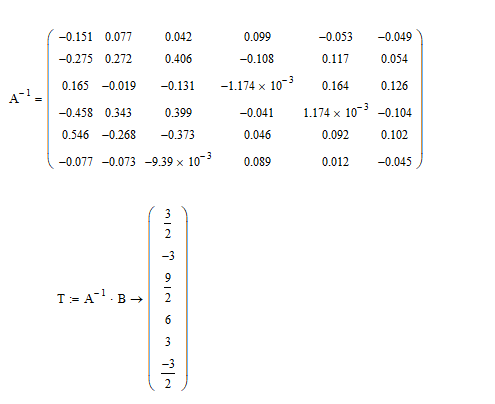 −0.151 0.077 0.042 0.099 −0.053 −0.049
−0.275 0.272 0.406 −0.108 0.117 0.054
0.165 −0.019 −0.131 −1.174 × 10⁻³ 0.164 0.126
A⁻¹ =
−0.458 0.343 0.399 −0.041 1.174 × 10⁻³ −0.104
0.546 −0.268 −0.373 0.046 0.092 0.102
−0.077 −0.073 −9.39 × 10⁻³ 0.089 0.012 −0.045
3
2
−3
9
2
T := A⁻¹ · B →
6
3
−3
2